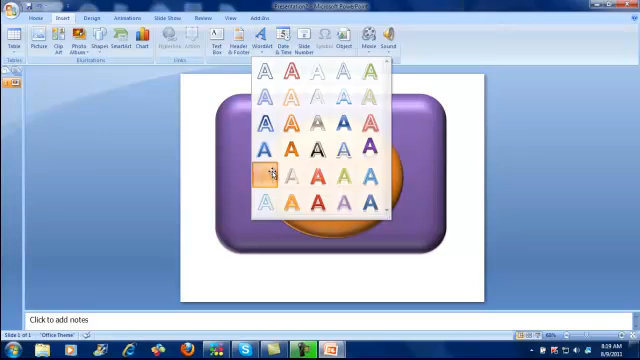 Presentation2 - Microsoft PowerPoint
Home Insert Design Animations Slide Show Review View Add-Ins
Table Picture Clip Art Photo Album Shapes SmartArt Chart Hyperlink Action Text Box Header & Footer WordArt Date & Time Slide Number Symbol Object Movie Sound
Tables Illustrations Links
A A A A A
A A A A A
A A A A A
A A A A A
A A A A
A A A A A
Click to add notes
Slide 1 of 1 "Office Theme" 68%
8:19 AM
8/9/2011